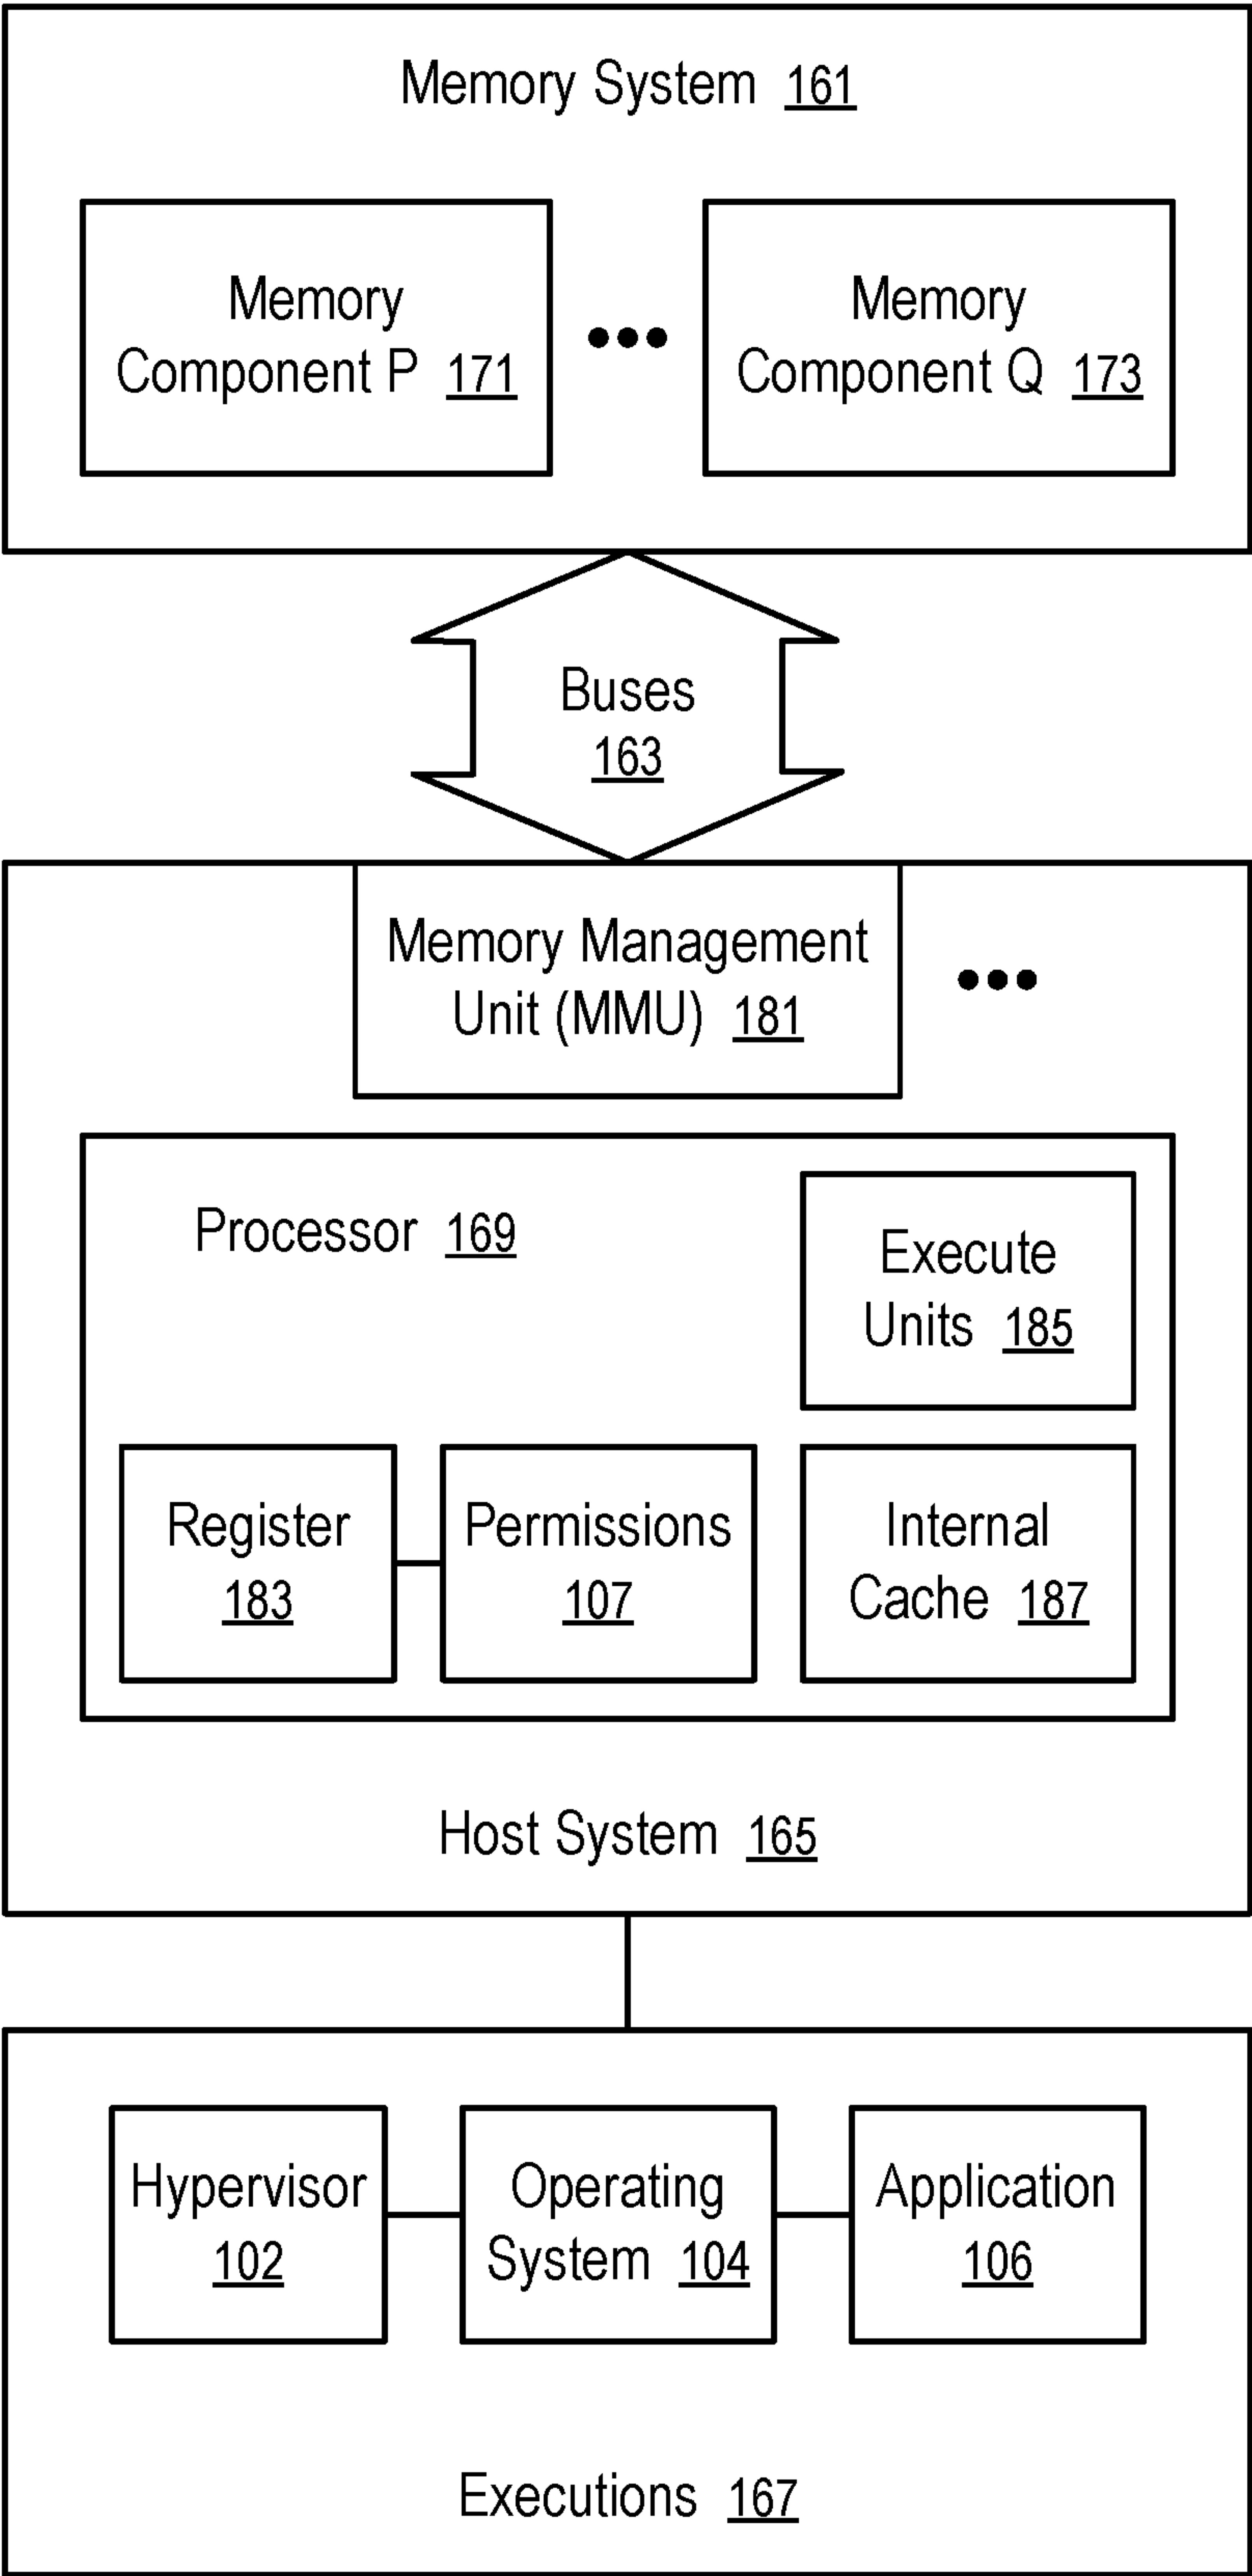 Memory System 161
Memory
Component P 171
Memory
Component Q 173
Buses
163
Memory Management
Unit (MMU) 181
Processor 169
Execute
Units 185
Register
183
Permissions
107
Internal
Cache 187
Host System 165
Hypervisor
102
Operating
System 104
Application
106
Executions 167